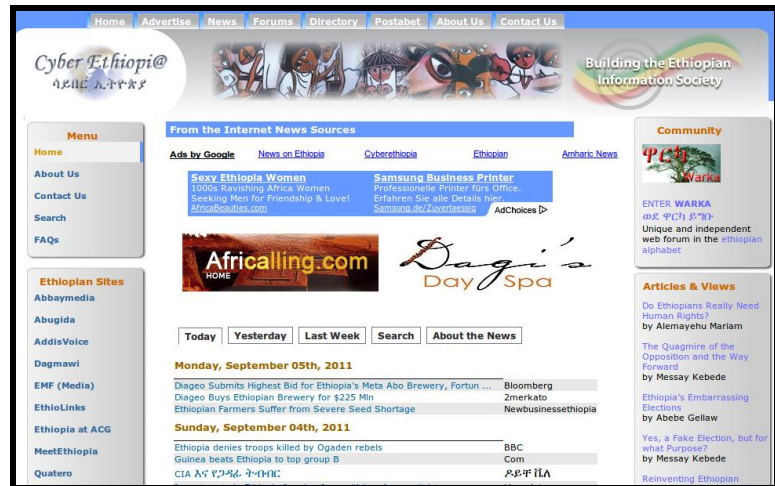 Home Advertise News Forums Directory Postabet About Us Contact Us
Cyber Ethiopi@
ሳይበር ኢትዮጵያ
Building the Ethiopian
Information Society
Menu
Home
About Us
Contact Us
Search
FAQs
Ethiopian Sites
Abbaymedia
Abugida
AddisVoice
Dagmawi
EMF (Media)
EthioLinks
Ethiopia at ACG
MeetEthiopia
Quatero
From the Internet News Sources
Ads by Google News on Ethiopia Cyberethiopia Ethiopian Amharic News
Sexy Ethiopia Women
1000s Ravishing Africa Women
Seeking Men for Friendship & Love!
AfricaBeauties.com
Samsung Business Printer
Professionelle Printer fürs Office.
Erfahren Sie alle Details hier.
Samsung.de/Zuverlaessig
AdChoices
Africalling.com
HOME
Dagi's
Day Spa
Today Yesterday Last Week Search About the News
Monday, September 05th, 2011
Diageo Submits Highest Bid for Ethiopia's Meta Abo Brewery, Fortun ... Bloomberg
Diageo Buys Ethiopian Brewery for $225 Mln 2merkato
Ethiopian Farmers Suffer from Severe Seed Shortage Newbusinessethiopia
Sunday, September 04th, 2011
Ethiopia denies troops killed by Ogaden rebels BBC
Guinea beats Ethiopia to top group B Com
CIA እና የጋዳፊ ትብብር ዶይቸ ቬለ
Community
ዋርካ
Warka
ENTER WARKA
ወደ ዋርካ ይግቡ
Unique and independent
web forum in the ethiopian
alphabet
Articles & Views
Do Ethiopians Really Need
Human Rights?
by Alemayehu Mariam
The Quagmire of the
Opposition and the Way
Forward
by Messay Kebede
Ethiopia's Embarrassing
Elections
by Abebe Gellaw
Yes, a Fake Election, but for
what Purpose?
by Messay Kebede
Reinventing Ethiopian